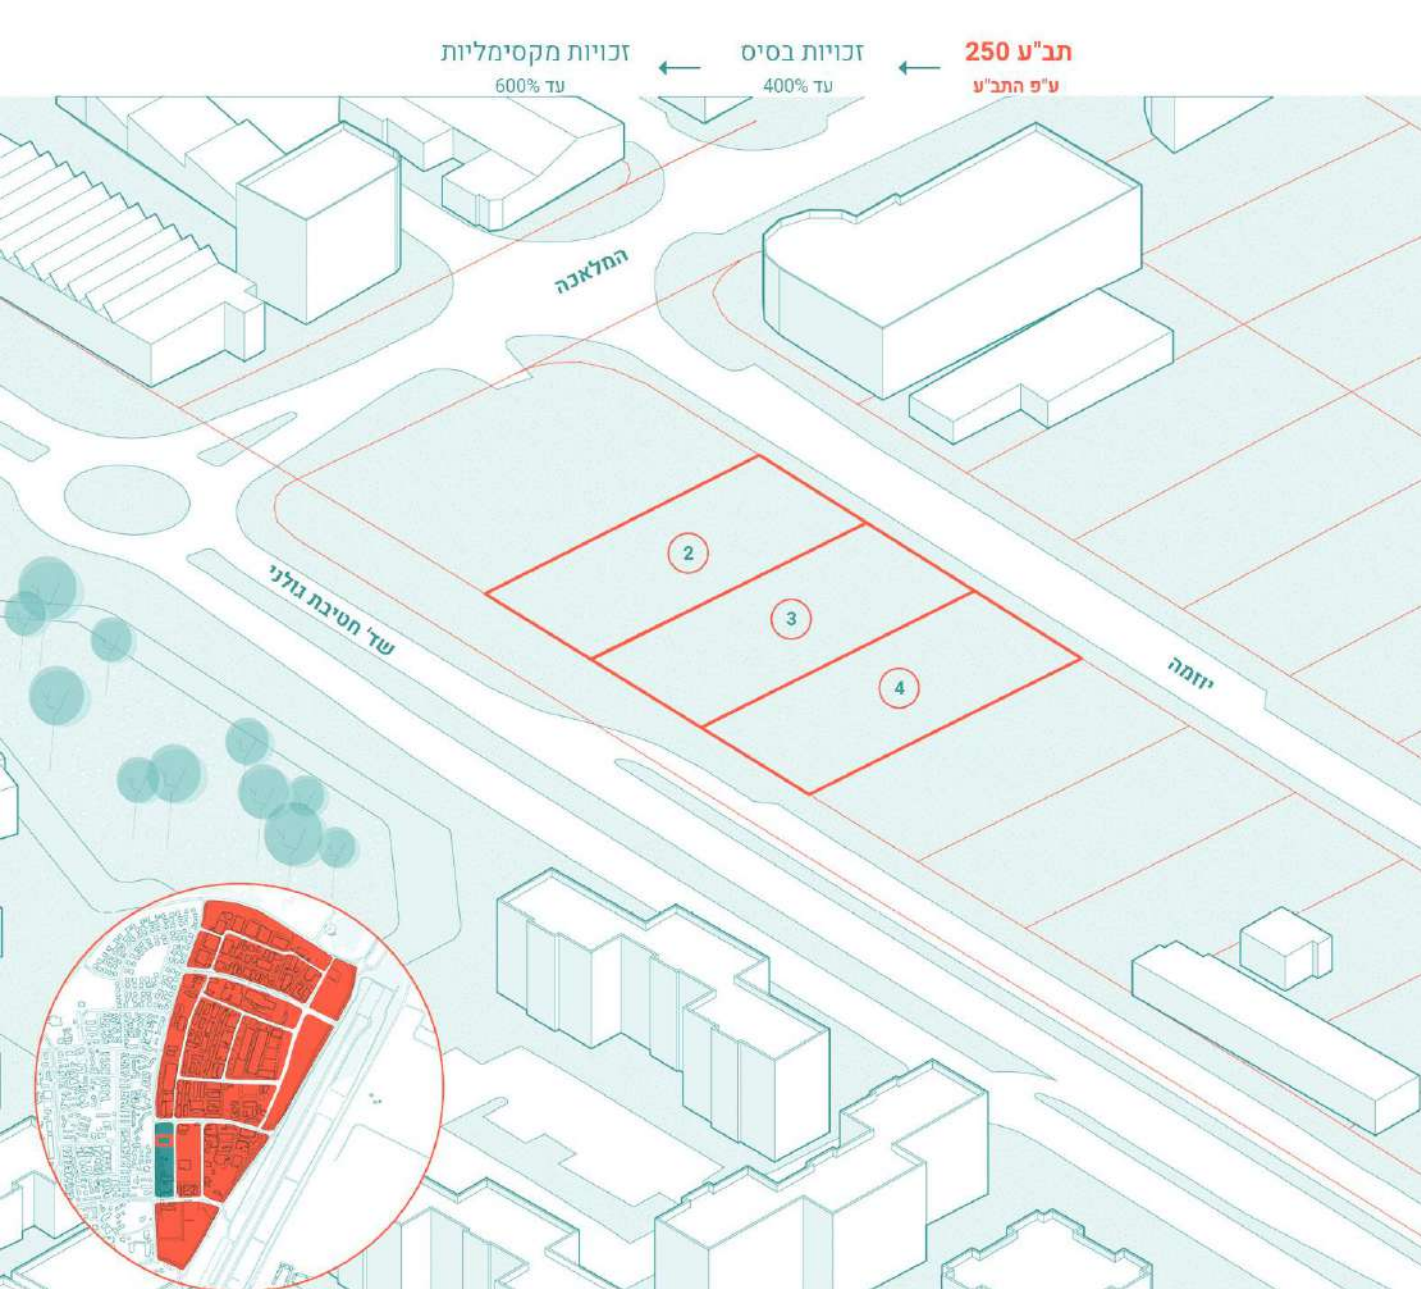 תב"ע 250
ע"פ התב"ע
זכויות בסיס
עד 400%
זכויות מקסימליות
עד 600%
המלאכה
2
3
4
שד' חטיבת גולני
יוזמה